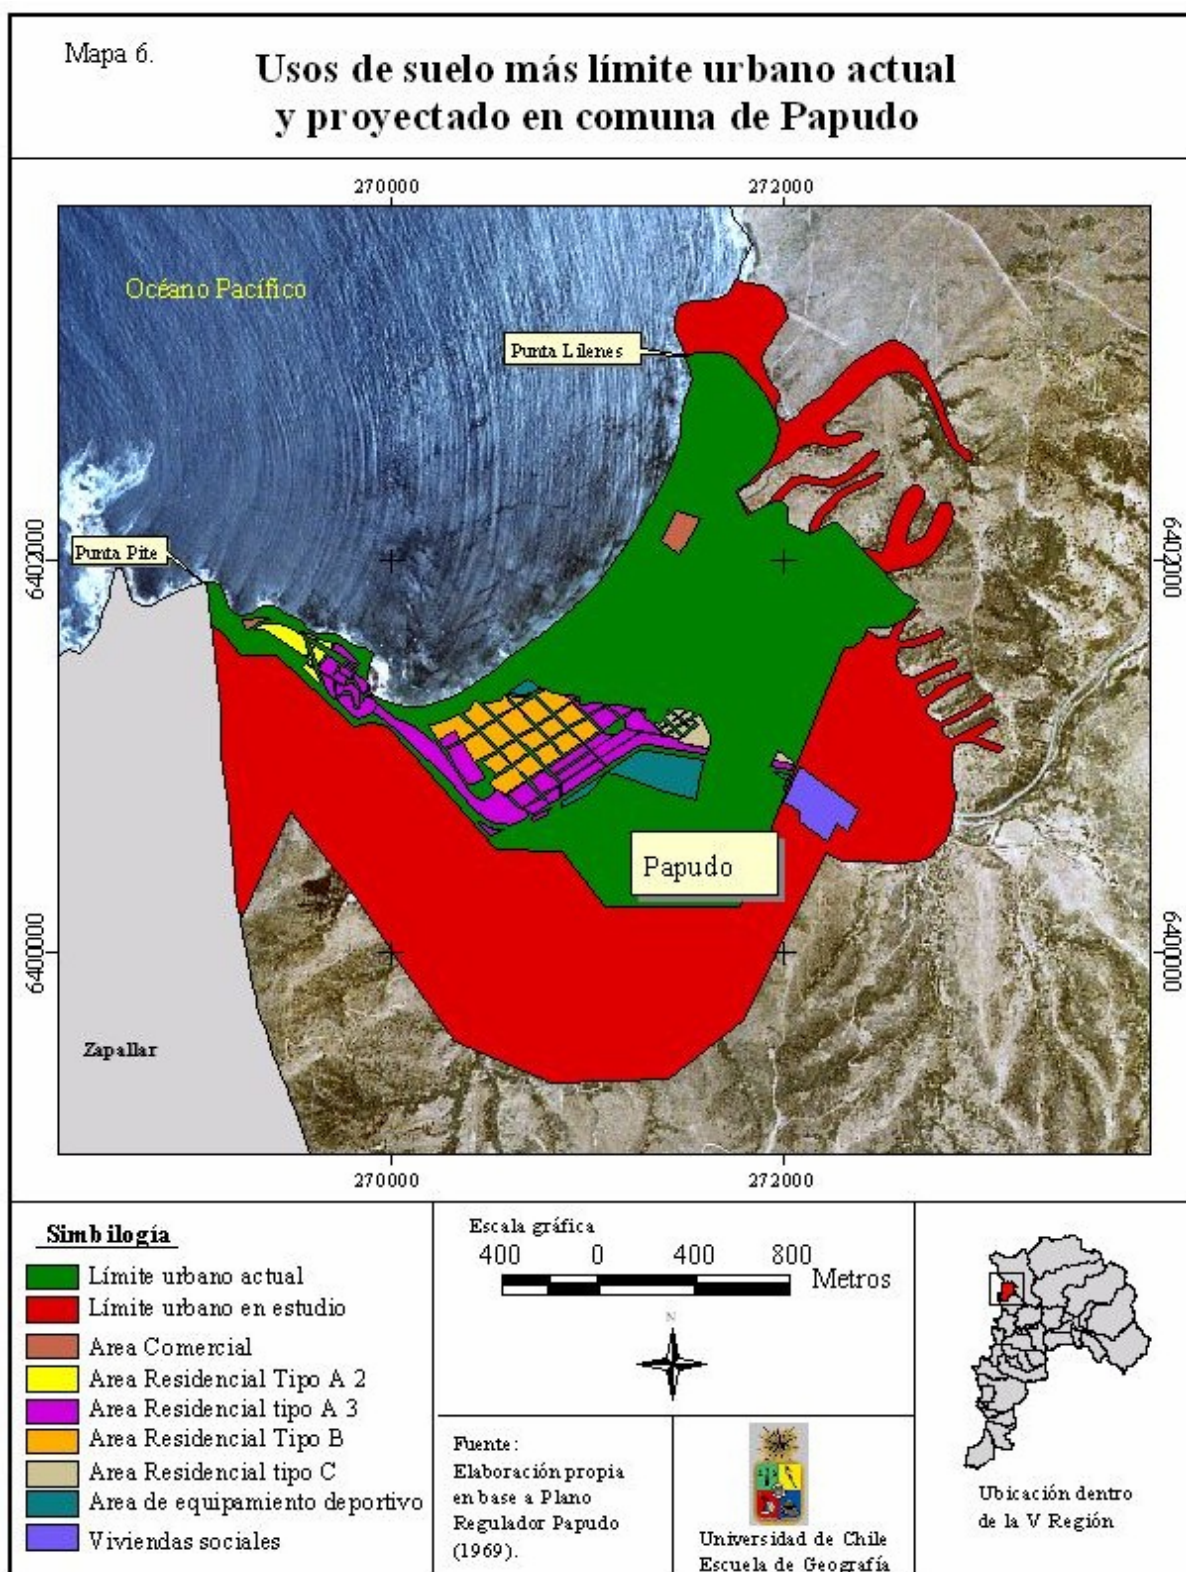 Mapa 6.
Usos de suelo más límite urbano actual
y proyectado en comuna de Papudo
270000
272000
Océano Pacífico
Punta Lilenes
6402000
6402000
Punta Pite
Papudo
6400000
6400000
Zapallar
270000
272000
Simbilogía
Límite urbano actual
Límite urbano en estudio
Area Comercial
Area Residencial Tipo A 2
Area Residencial tipo A 3
Area Residencial Tipo B
Area Residencial tipo C
Area de equipamiento deportivo
Viviendas sociales
Escala gráfica
400 0 400 800
Metros
N
Fuente:
Elaboración propia
en base a Plano
Regulador Papudo
(1969).
Universidad de Chile
Escuela de Geografía
Ubicación dentro
de la V Región